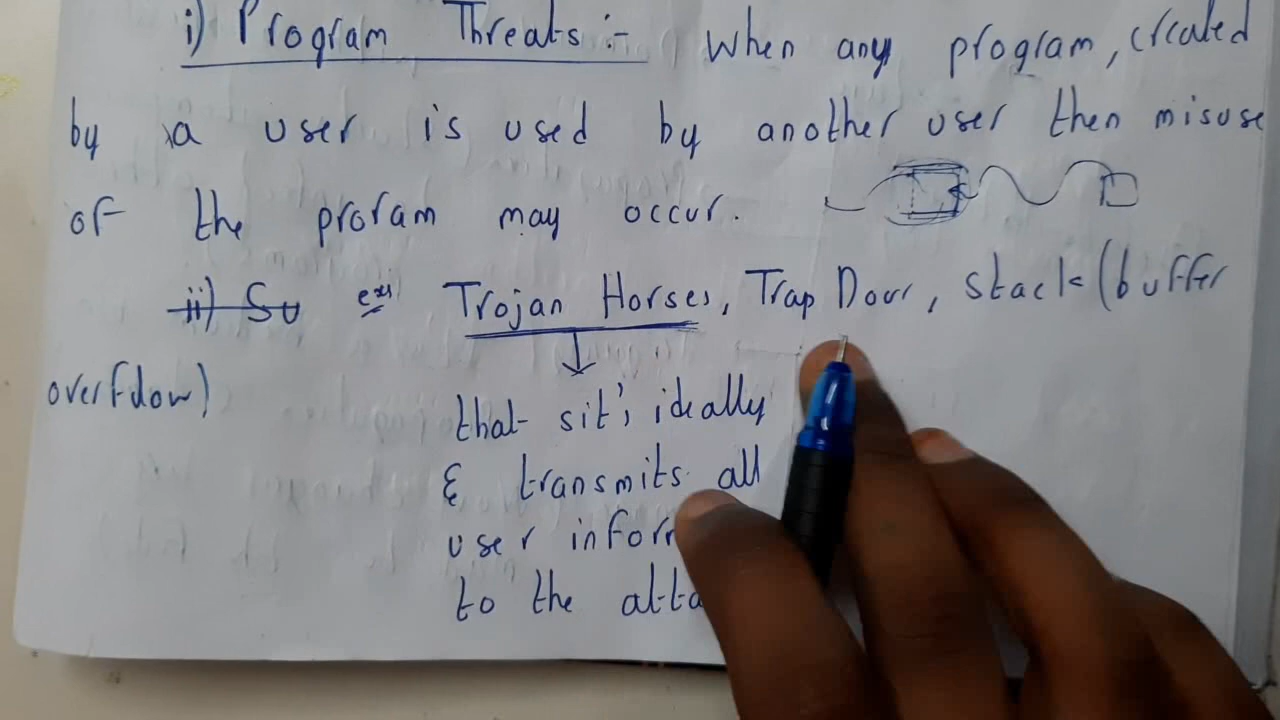 i) Program Threats :- When any program, created
by a user is used by another user then misuse
of the proram may occur.
ii) Su ex:- Trojan Horses, Trap Door, stack (buffer
overflow)
that sit's ideally
& transmits all
user
to the